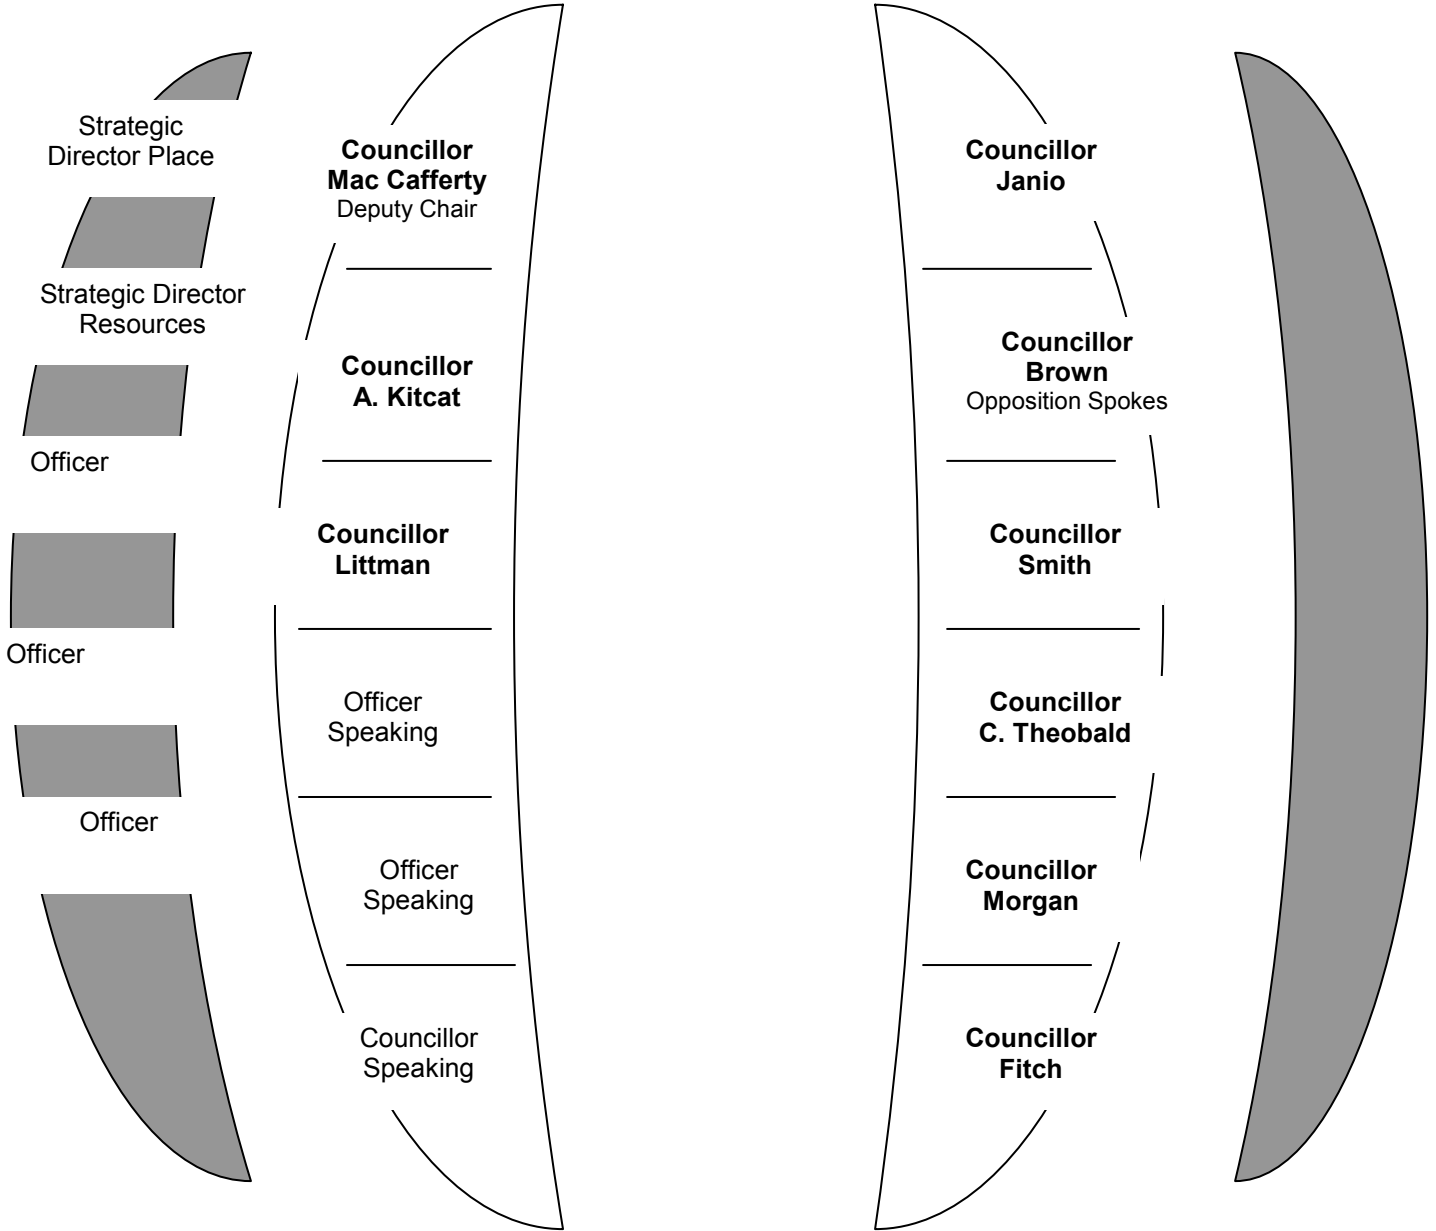 Strategic
Director Place
Strategic Director
Resources
Officer
Officer
Officer
Councillor
Mac Cafferty
Deputy Chair
Councillor
A. Kitcat
Councillor
Littman
Officer
Speaking
Officer
Speaking
Councillor
Speaking
Councillor
Janio
Councillor
Brown
Opposition Spokes
Councillor
Smith
Councillor
C. Theobald
Councillor
Morgan
Councillor
Fitch